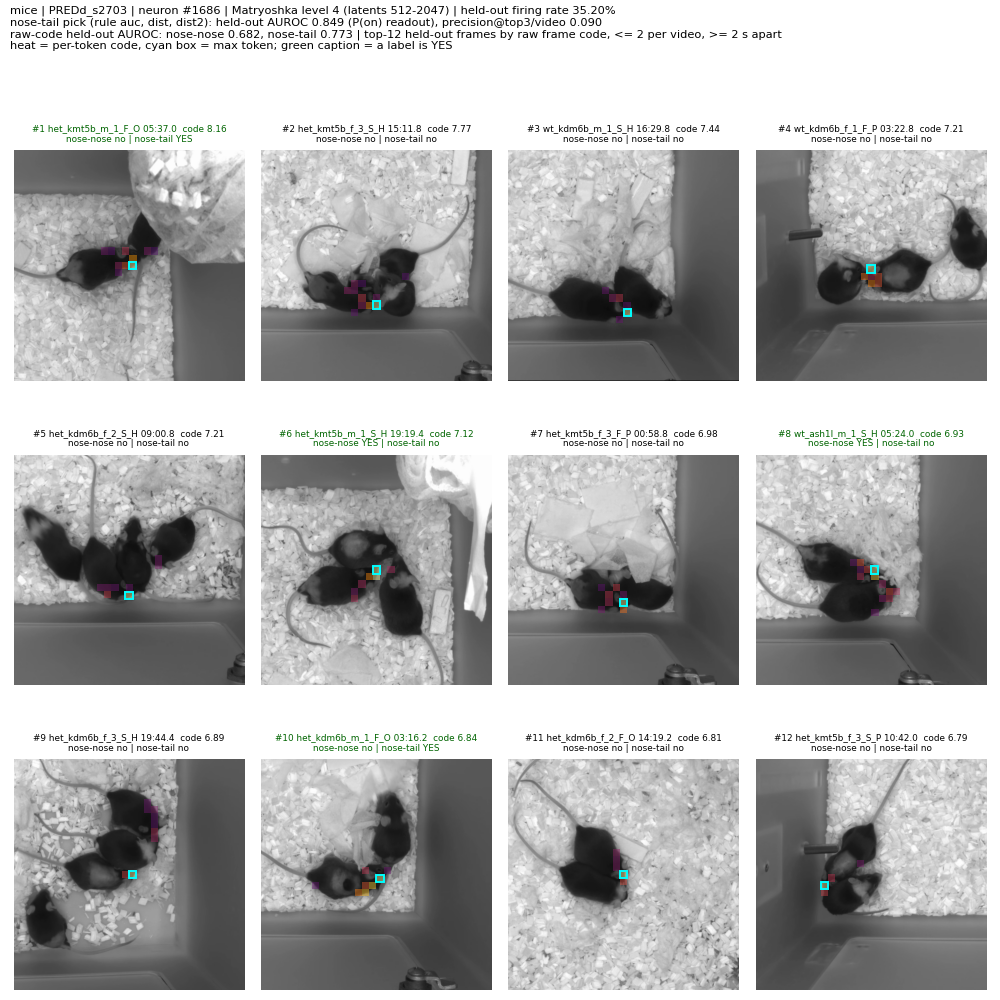 mice | PREDd_s2703 | neuron #1686 | Matryoshka level 4 (latents 512-2047) | held-out firing rate 35.20%
nose-tail pick (rule auc, dist, dist2): held-out AUROC 0.849 (P(on) readout), precision@top3/video 0.090
raw-code held-out AUROC: nose-nose 0.682, nose-tail 0.773 | top-12 held-out frames by raw frame code, <= 2 per video, >= 2 s apart
heat = per-token code, cyan box = max token; green caption = a label is YES
#1 het_kmt5b_m_1_F_O 05:37.0 code 8.16
nose-nose no | nose-tail YES
#2 het_kmt5b_f_3_S_H 15:11.8 code 7.77
nose-nose no | nose-tail no
#3 wt_kdm6b_m_1_S_H 16:29.8 code 7.44
nose-nose no | nose-tail no
#4 wt_kdm6b_f_1_F_P 03:22.8 code 7.21
nose-nose no | nose-tail no
#5 het_kdm6b_f_2_S_H 09:00.8 code 7.21
nose-nose no | nose-tail no
#6 het_kmt5b_m_1_S_H 19:19.4 code 7.12
nose-nose YES | nose-tail no
#7 het_kmt5b_f_3_F_P 00:58.8 code 6.98
nose-nose no | nose-tail no
#8 wt_ash1l_m_1_S_H 05:24.0 code 6.93
nose-nose YES | nose-tail no
#9 het_kdm6b_f_3_S_H 19:44.4 code 6.89
nose-nose no | nose-tail no
#10 het_kdm6b_m_1_F_O 03:16.2 code 6.84
nose-nose no | nose-tail YES
#11 het_kdm6b_f_2_F_O 14:19.2 code 6.81
nose-nose no | nose-tail no
#12 het_kmt5b_f_3_S_P 10:42.0 code 6.79
nose-nose no | nose-tail no